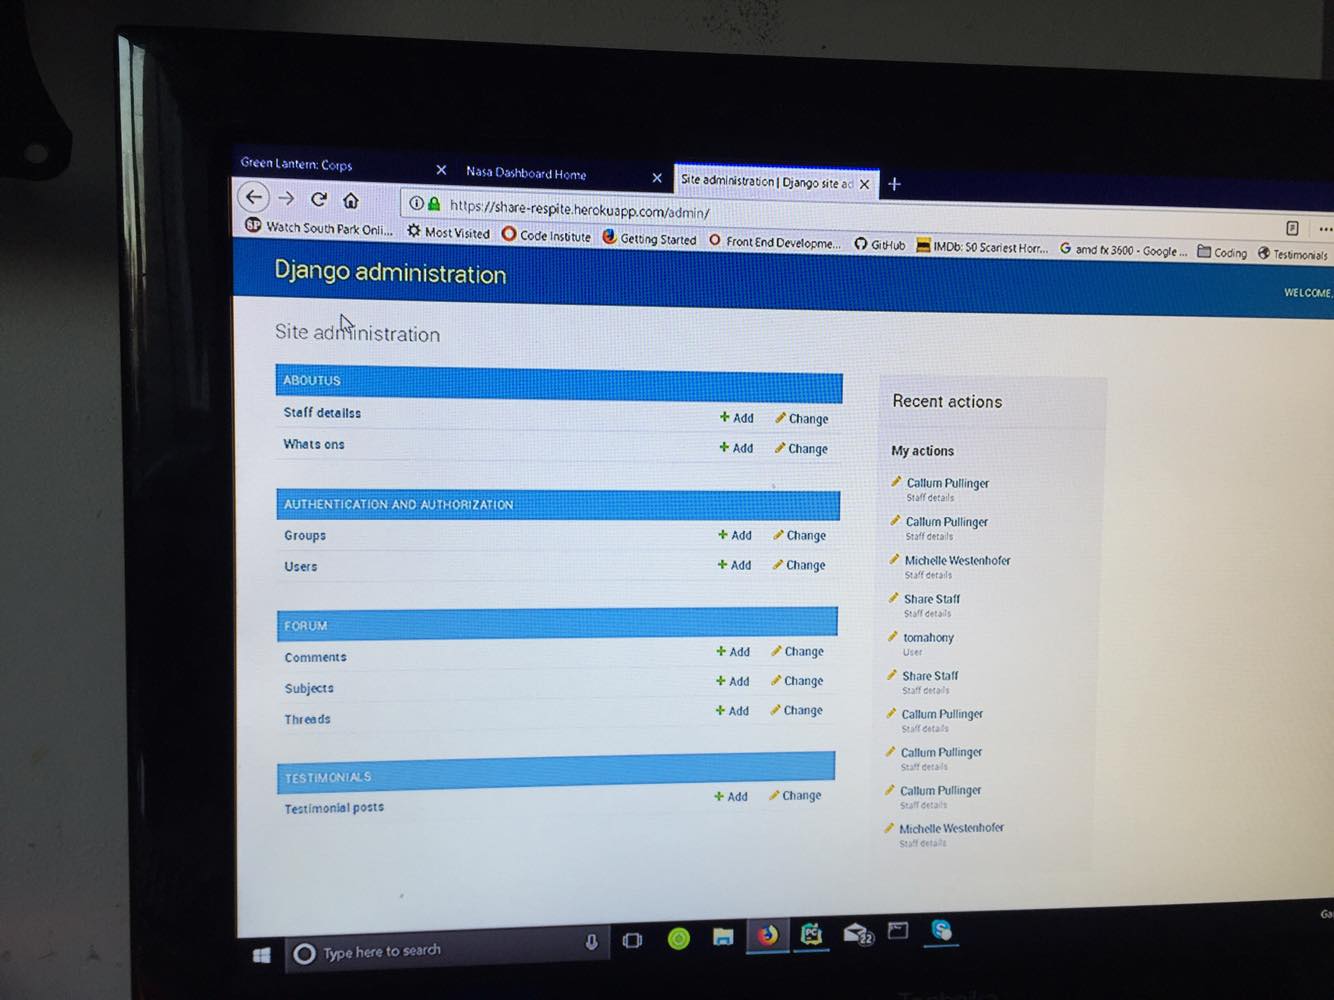 Green Lantern: Corps
Nasa Dashboard Home
Site administration | Django site ad
https://share-respite.herokuapp.com/admin/
Watch South Park Onli...
Most Visited
Code Institute
Getting Started
Front End Developme...
GitHub
IMDb: 50 Scariest Horr...
amd fx 3600 - Google ...
Coding
Testimonials
Django administration
WELCOME,
Site administration
ABOUTUS
Staff detailss
Add
Change
Whats ons
Add
Change
AUTHENTICATION AND AUTHORIZATION
Groups
Add
Change
Users
Add
Change
FORUM
Comments
Add
Change
Subjects
Add
Change
Threads
Add
Change
TESTIMONIALS
Testimonial posts
Add
Change
Recent actions
My actions
Callum Pullinger
Staff details
Callum Pullinger
Staff details
Michelle Westenhofer
Staff details
Share Staff
Staff details
tomahony
User
Share Staff
Staff details
Callum Pullinger
Staff details
Callum Pullinger
Staff details
Callum Pullinger
Staff details
Michelle Westenhofer
Staff details
Type here to search
PC
22